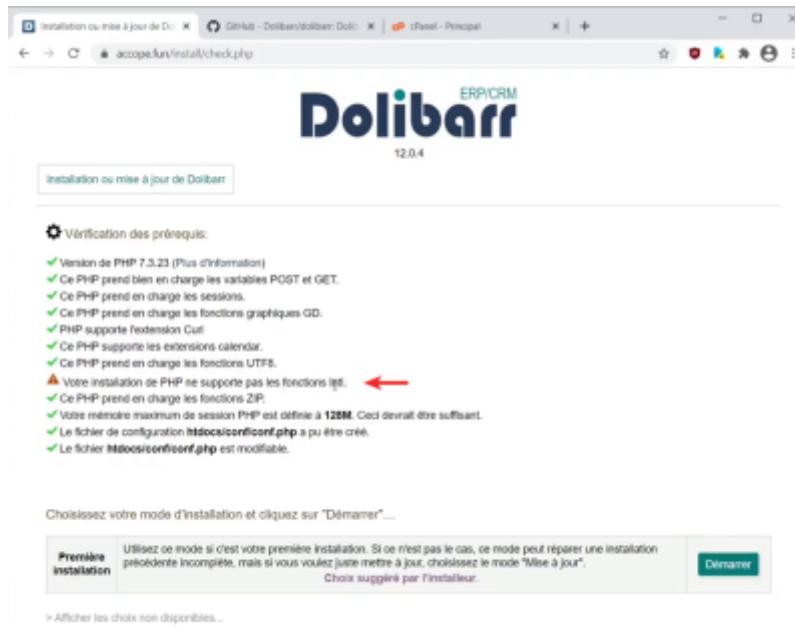 Installation ou mise à jour de Dol
GitHub - Dolibarr/dolibarr: Dolib
cPanel - Principal
accope.fun/install/check.php
Dolibarr
ERP/CRM
12.0.4
Installation ou mise à jour de Dolibarr
Vérification des prérequis:
Version de PHP 7.3.23 (Plus d'information)
Ce PHP prend bien en charge les variables POST et GET.
Ce PHP prend en charge les sessions.
Ce PHP prend en charge les fonctions graphiques GD.
PHP supporte l'extension Curl
Ce PHP supporte les extensions calendar.
Ce PHP prend en charge les fonctions UTF8.
Votre installation de PHP ne supporte pas les fonctions Intl.
Ce PHP prend en charge les fonctions ZIP.
Votre mémoire maximum de session PHP est définie à 128M. Ceci devrait être suffisant.
Le fichier de configuration htdocs/conf/conf.php a pu être créé.
Le fichier htdocs/conf/conf.php est modifiable.
Choisissez votre mode d'installation et cliquez sur "Démarrer"....
Première
installation
Utilisez ce mode si c'est votre première installation. Si ce n'est pas le cas, ce mode peut réparer une installation
précédente incomplète, mais si vous voulez juste mettre à jour, choisissez le mode "Mise à jour".
Choix suggéré par l'installeur.
Démarrer
> Afficher les choix non disponibles...